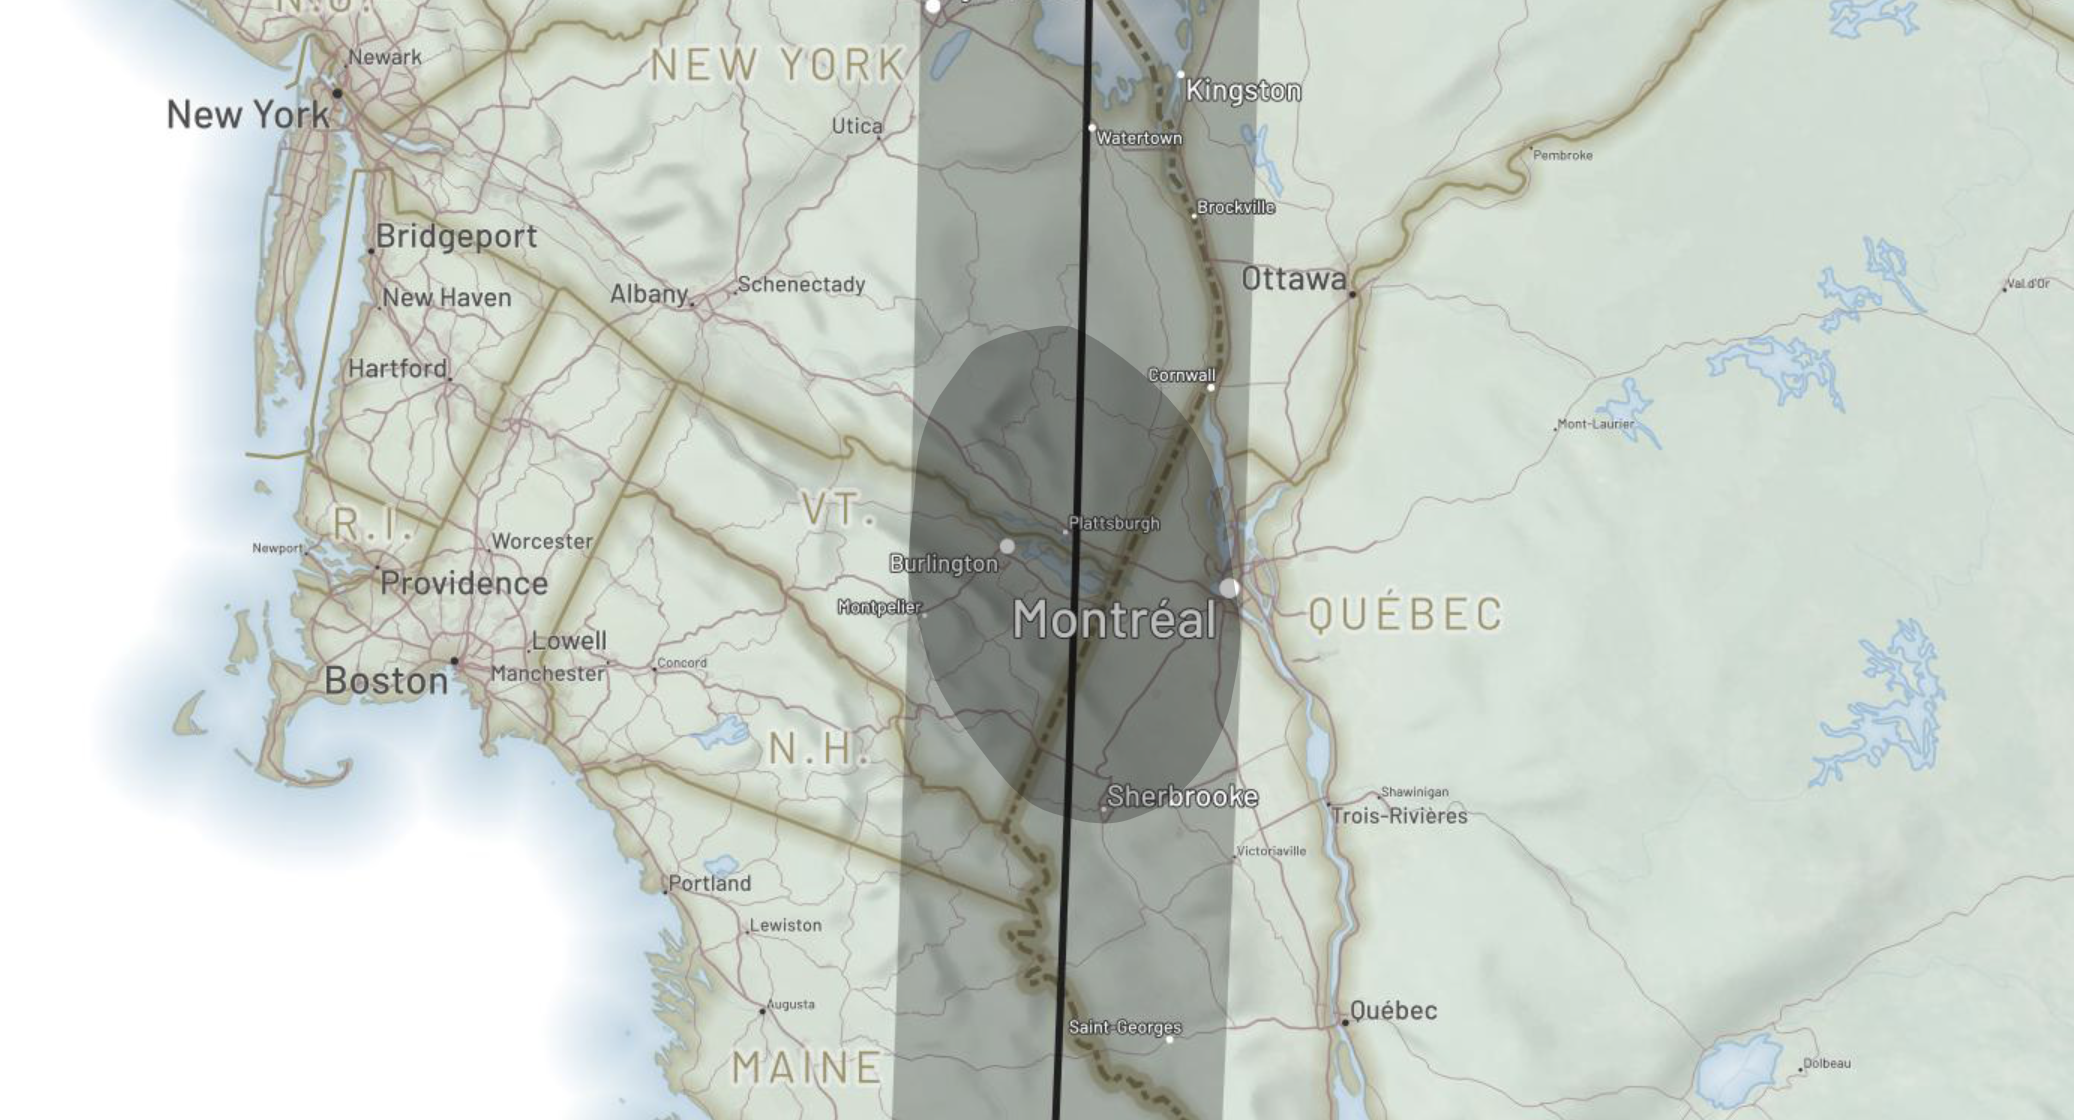 N.J.
Newark
NEW YORK
New York
Kingston
Utica
Watertown
Pembroke
Brockville
Bridgeport
Ottawa
Albany
Schenectady
New Haven
Val d'Or
Hartford
Cornwall
Mont-Laurier
VT.
R.I.
Plattsburgh
Newport
Worcester
Burlington
Providence
Montpelier
Montréal
QUÉBEC
Lowell
Concord
Boston
Manchester
N.H.
Sherbrooke
Shawinigan
Trois-Rivières
Victoriaville
Portland
Lewiston
Augusta
Québec
Saint-Georges
MAINE
Dolbeau